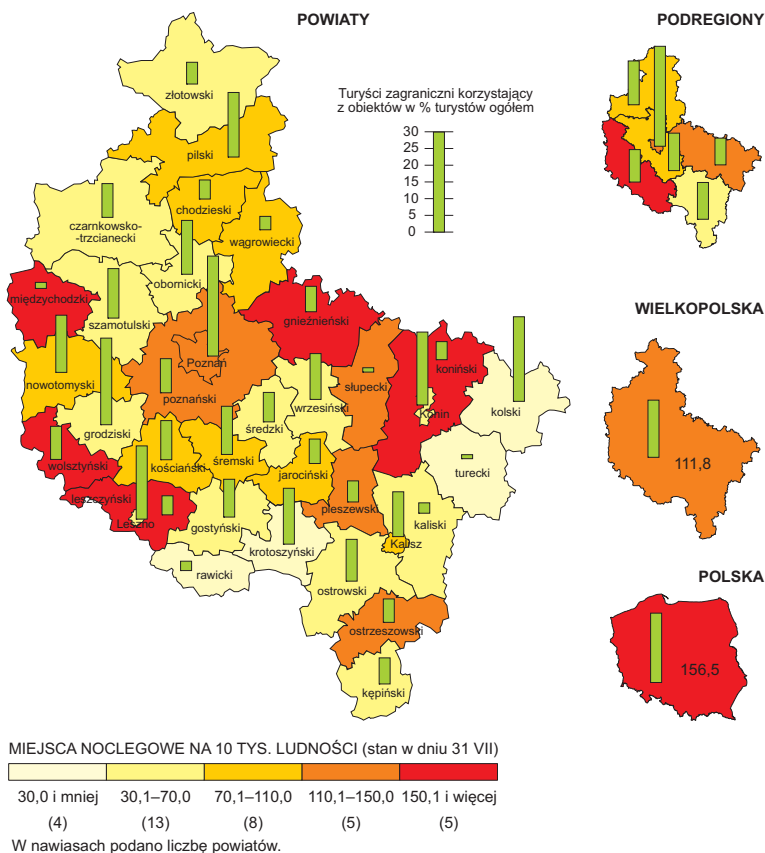 POWIATY
PODREGIONY
złotowski
Turyści zagraniczni korzystający
z obiektów w % turystów ogółem
30
25
20
15
10
5
0
pilski
chodzieski
czarnkowsko-
-trzcianecki
wągrowiecki
obornicki
międzychodzki
gnieźnieński
szamotulski
WIELKOPOLSKA
Poznań
koniński
nowotomyski
słupecki
poznański
kolski
wrzesiński
Konin
grodziski
średzki
śremski
wolsztyński
kościański
jarociński
turecki
111,8
leszczyński
pleszewski
Leszno
gostyński
kaliski
Kalisz
krotoszyński
rawicki
POLSKA
ostrowski
ostrzeszowski
156,5
kępiński
MIEJSCA NOCLEGOWE NA 10 TYS. LUDNOŚCI (stan w dniu 31 VII)
30,0 i mniej 30,1–70,0 70,1–110,0 110,1–150,0 150,1 i więcej
(4) (13) (8) (5) (5)
W nawiasach podano liczbę powiatów.